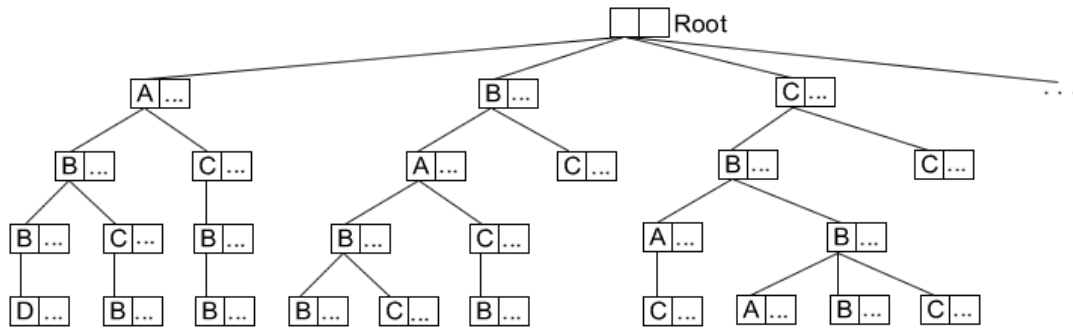 Root
A ... B ... C ... . . .
B ... C ... A ... C ... B ... C ...
B ... C ... B ... B ... C ... A ... B ...
D ... B ... B ... B ... C ... B ... C ... A ... B ... C ...